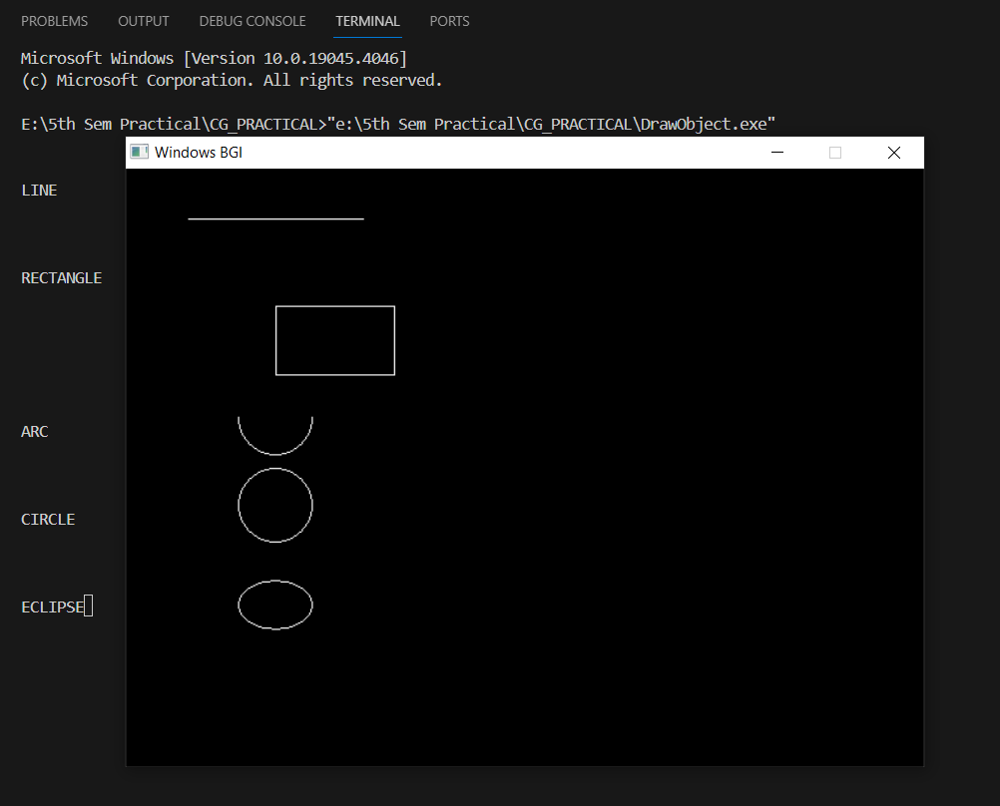 PROBLEMS OUTPUT DEBUG CONSOLE TERMINAL PORTS
Microsoft Windows [Version 10.0.19045.4046]
(c) Microsoft Corporation. All rights reserved.
E:\5th Sem Practical\CG_PRACTICAL>"e:\5th Sem Practical\CG_PRACTICAL\DrawObject.exe"
Windows BGI
LINE
RECTANGLE
ARC
CIRCLE
ECLIPSE